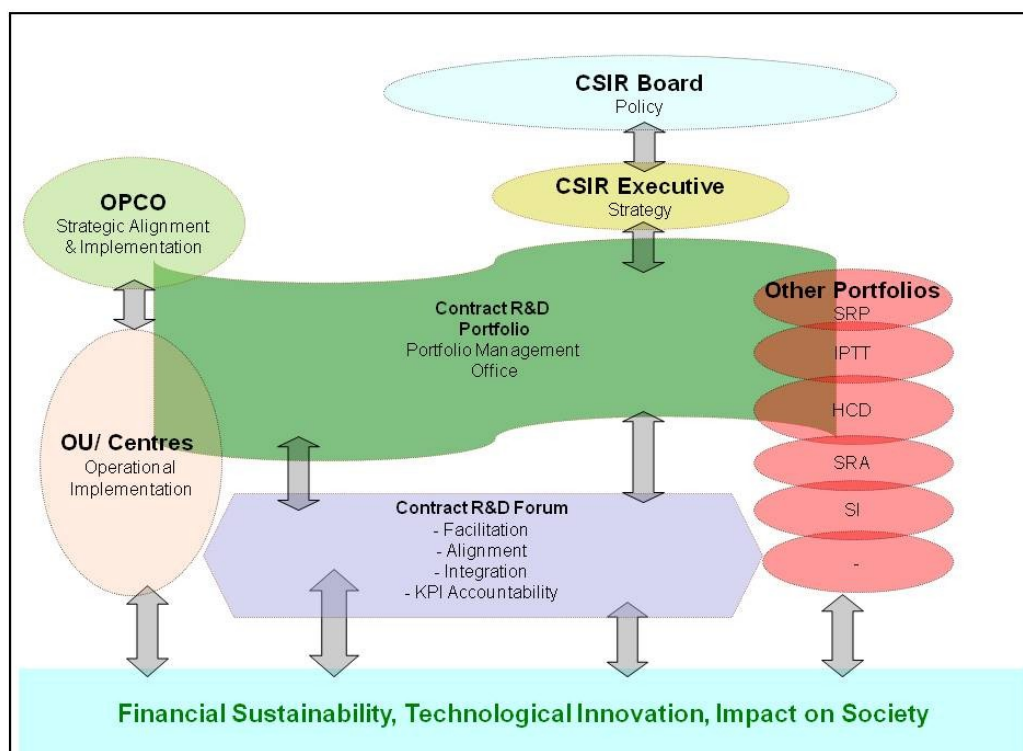 CSIR Board
Policy
CSIR Executive
Strategy
OPCO
Strategic Alignment
& Implementation
Contract R&D
Portfolio
Portfolio Management
Office
Other Portfolios
SRP
IPTT
HCD
SRA
SI
-
OU/ Centres
Operational
Implementation
Contract R&D Forum
- Facilitation
- Alignment
- Integration
- KPI Accountability
Financial Sustainability, Technological Innovation, Impact on Society